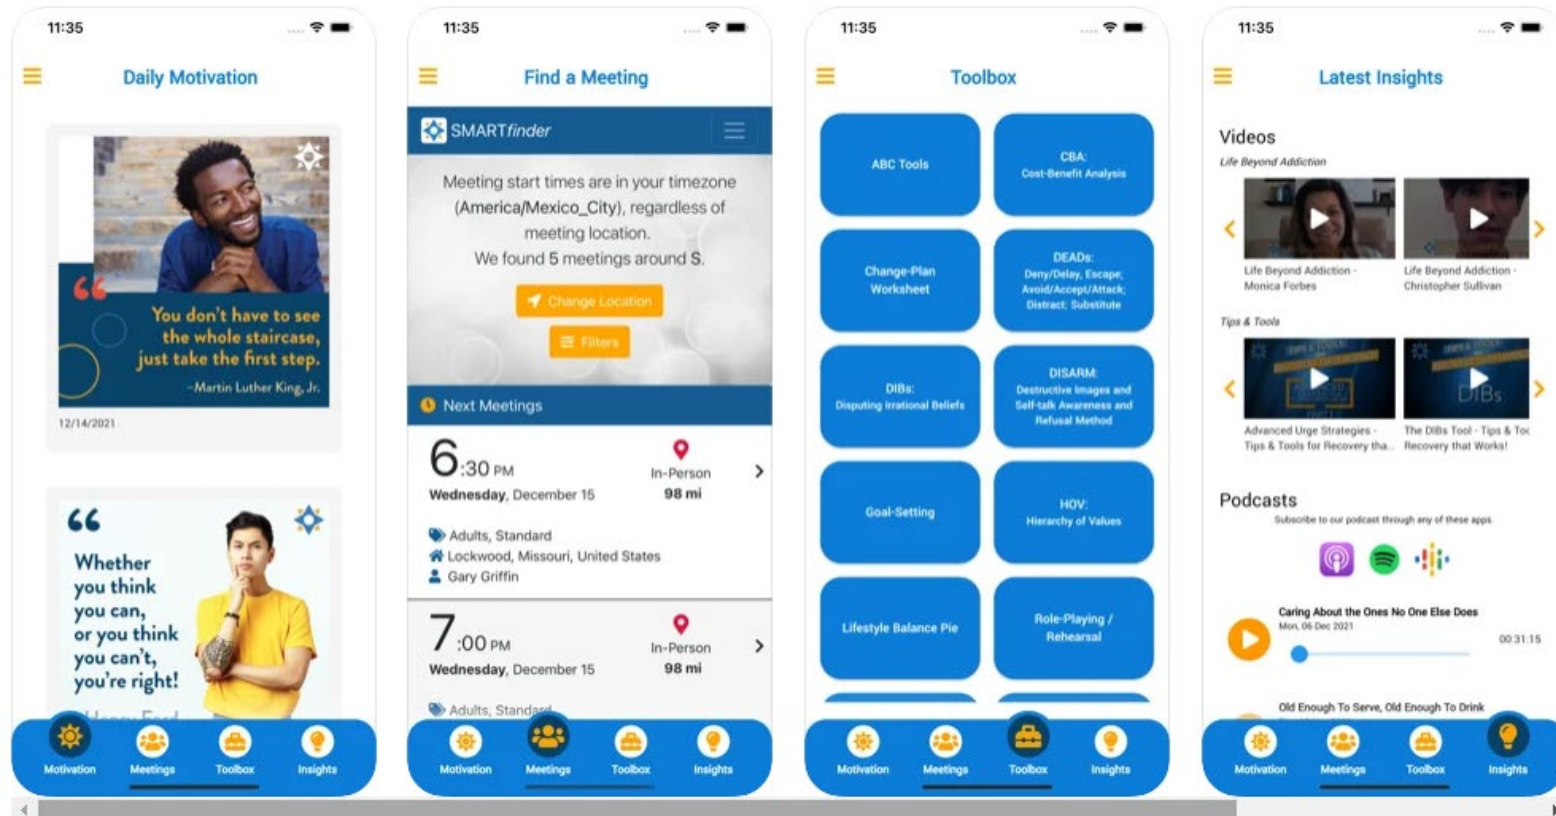 11:35
Daily Motivation
You don't have to see
the whole staircase,
just take the first step.
–Martin Luther King, Jr.
12/14/2021
Whether
you think
you can,
or you think
you can't,
you're right!
Henry Ford
Motivation
Meetings
Toolbox
Insights
11:35
Find a Meeting
SMARTfinder
Meeting start times are in your timezone
(America/Mexico_City), regardless of
meeting location.
We found 5 meetings around S.
Change Location
Filters
Next Meetings
6:30 PM
In-Person
Wednesday, December 15
98 mi
Adults, Standard
Lockwood, Missouri, United States
Gary Griffin
7:00 PM
In-Person
Wednesday, December 15
98 mi
Adults, Standard
Motivation
Meetings
Toolbox
Insights
11:35
Toolbox
ABC Tools
CBA:
Cost-Benefit Analysis
Change-Plan
Worksheet
DEADs:
Deny/Delay, Escape;
Avoid/Accept/Attack;
Distract; Substitute
DIBs:
Disputing Irrational Beliefs
DISARM:
Destructive Images and
Self-talk Awareness and
Refusal Method
Goal-Setting
HOV:
Hierarchy of Values
Lifestyle Balance Pie
Role-Playing /
Rehearsal
Motivation
Meetings
Toolbox
Insights
11:35
Latest Insights
Videos
Life Beyond Addiction
Life Beyond Addiction -
Monica Forbes
Life Beyond Addiction -
Christopher Sullivan
Tips & Tools
TIPS & TOOLS
ADVANCED
PART 1
TIPS & TOOLS
DIBs
Advanced Urge Strategies -
Tips & Tools for Recovery tha...
The DIBs Tool - Tips & Too
Recovery that Works!
Podcasts
Subscribe to our podcast through any of these apps.
Caring About the Ones No One Else Does
Mon, 06 Dec 2021
00:31:15
Old Enough To Serve, Old Enough To Drink
Motivation
Meetings
Toolbox
Insights